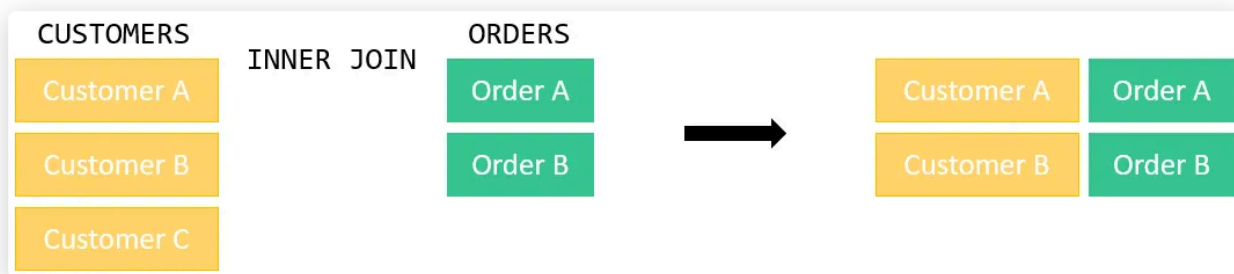 CUSTOMERS INNER JOIN ORDERS
Customer A Order A Customer A Order A
Customer B Order B Customer B Order B
Customer C